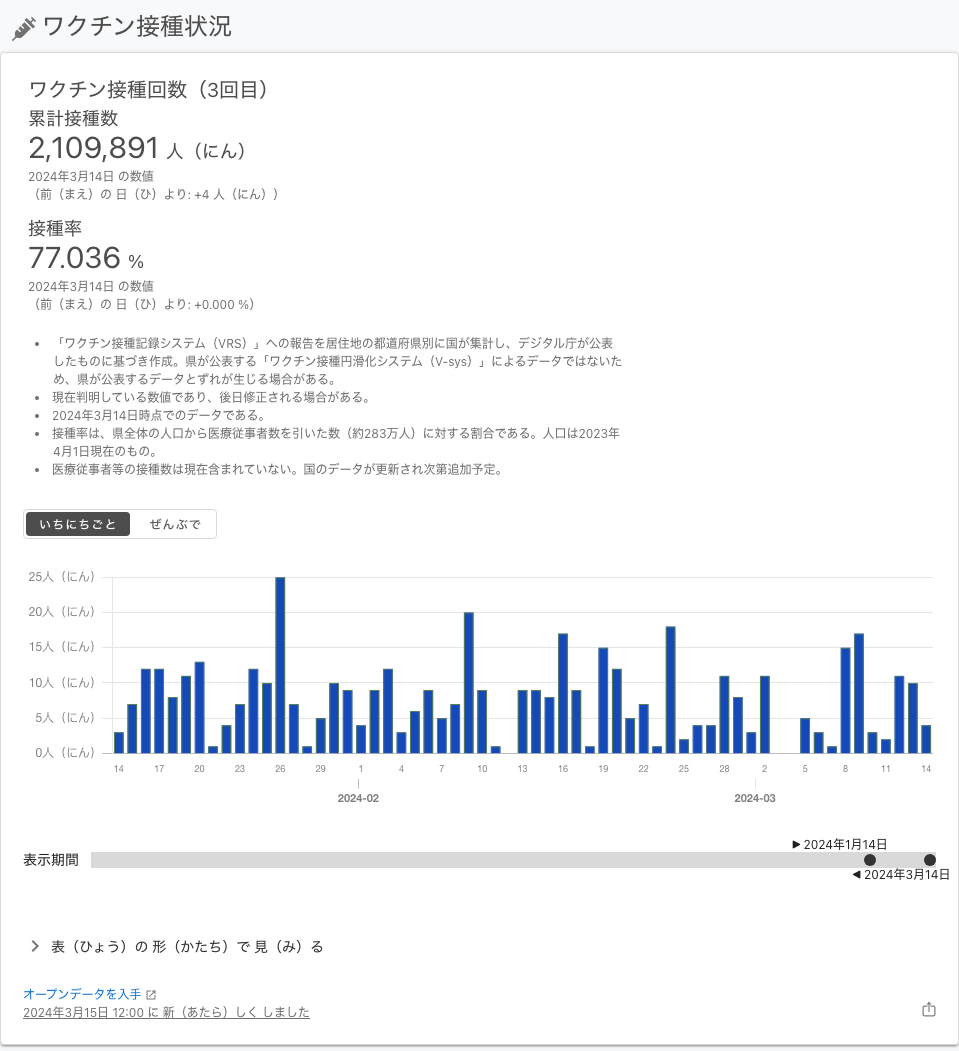 ワクチン接種状況
ワクチン接種回数（3回目）
累計接種数
2,109,891 人（にん）
2024年3月14日 の数値
（前（まえ）の 日（ひ）より: +4 人（にん））
接種率
77.036 %
2024年3月14日 の数値
（前（まえ）の 日（ひ）より: +0.000 %）
• 「ワクチン接種記録システム（VRS）」への報告を居住地の都道府県別に国が集計し、デジタル庁が公表
したものに基づき作成。県が公表する「ワクチン接種円滑化システム（V-sys）」によるデータではないた
め、県が公表するデータとずれが生じる場合がある。
• 現在判明している数値であり、後日修正される場合がある。
• 2024年3月14日時点でのデータである。
• 接種率は、県全体の人口から医療従事者数を引いた数（約283万人）に対する割合である。人口は2023年
4月1日現在のもの。
• 医療従事者等の接種数は現在含まれていない。国のデータが更新され次第追加予定。
いちにちごと ぜんぶで
25人（にん）
20人（にん）
15人（にん）
10人（にん）
5人（にん）
0人（にん）
14 17 20 23 26 29 1 4 7 10 13 16 19 22 25 28 2 5 8 11 14
2024-02 2024-03
2024年1月14日
表示期間
2024年3月14日
表（ひょう）の 形（かたち）で 見（み）る
オープンデータを入手
2024年3月15日 12:00 に 新（あたら）しく しました